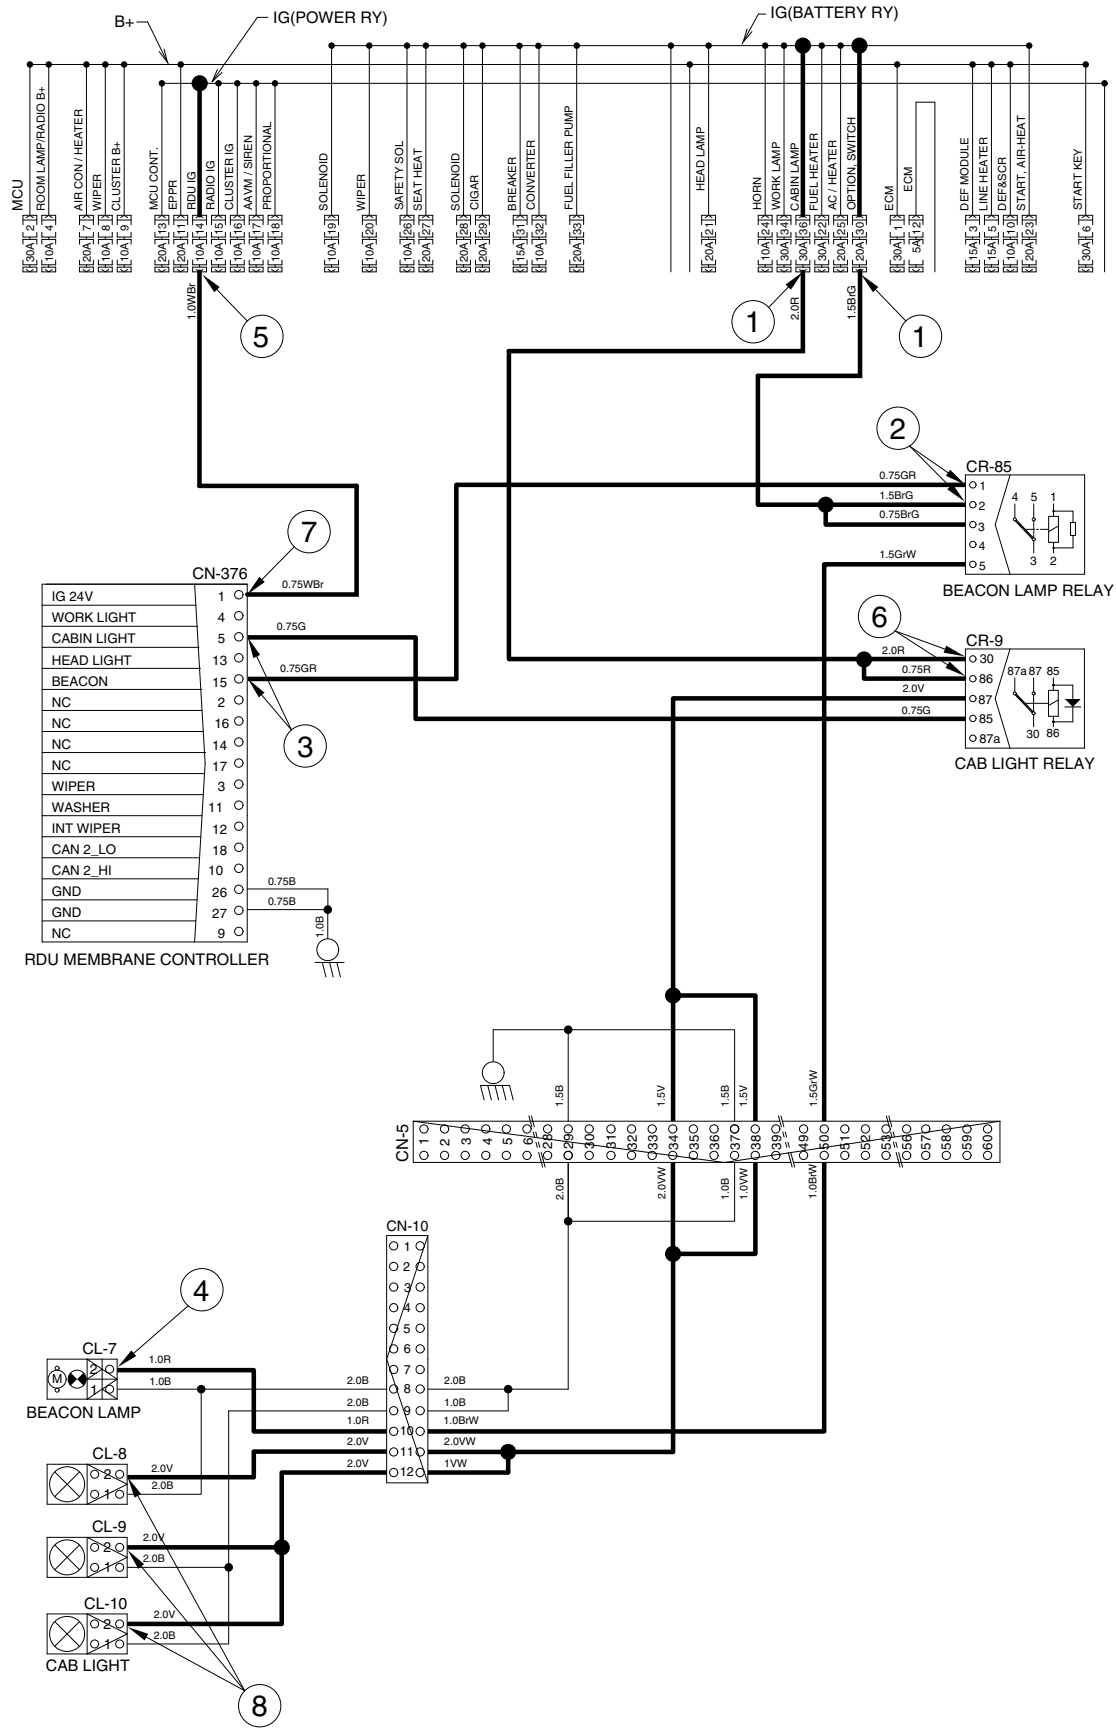 B+
IG(POWER RY)
IG(BATTERY RY)
MCU
ROOM LAMP/RADIO B+
AIR CON / HEATER
WIPER
CLUSTER B+
MCU CONT.
EPPR
RDU IG
RADIO IG
CLUSTER IG
AAVM / SIREN
PROPORTIONAL
SOLENOID
WIPER
SAFETY SOL
SEAT HEAT
SOLENOID
CIGAR
BREAKER
CONVERTER
FUEL FILLER PUMP
HEAD LAMP
HORN
WORK LAMP
CABIN LAMP
FUEL HEATER
AC / HEATER
OPTION, SWITCH
ECM
ECM
DEF MODULE
LINE HEATER
DEF&SCR
START, AIR-HEAT
START KEY
30A 2
10A 4
20A 7
10A 8
10A 9
20A 13
20A 11
10A 14
10A 15
10A 16
10A 17
10A 18
10A 19
10A 20
10A 26
20A 27
20A 28
20A 29
15A 31
10A 32
20A 33
20A 21
10A 24
30A 34
30A 36
30A 22
20A 25
20A 30
30A 1
5A 12
15A 3
15A 5
10A 10
20A 23
30A 6
1.0WBr
2.0R
1.5BrG
5
1
1
2
CR-85
0.75GR
1
1.5BrG
2
0.75BrG
3
4
1.5GrW
5
4 5 1
3 2
BEACON LAMP RELAY
7
CN-376
0.75WBr
IG 24V 1
WORK LIGHT 4
CABIN LIGHT 5
0.75G
HEAD LIGHT 13
BEACON 15
0.75GR
NC 2
NC 16
NC 14
NC 17
WIPER 3
WASHER 11
INT WIPER 12
CAN 2_LO 18
CAN 2_HI 10
GND 26
0.75B
GND 27
0.75B
NC 9
1.0B
RDU MEMBRANE CONTROLLER
3
6
CR-9
2.0R
30
0.75R
86
2.0V
87
0.75G
85
87a
87a 87 85
30 86
CAB LIGHT RELAY
1.5B
1.5V
1.5B
1.5V
1.5GrW
CN-5
1 2 3 4 5 6 28 29 30 31 32 33 34 35 36 37 38 39 49 50 51 52 53 56 57 58 59 60
2.0B
2.0VW
1.0B
1.0VW
1.0BrW
CN-10
1
2
3
4
5
6
7
2.0B 8 2.0B
2.0B 9 1.0B
1.0R 10 1.0BrW
2.0V 11 2.0VW
2.0V 12 1VW
4
CL-7
M
2 1.0R
1 1.0B
BEACON LAMP
CL-8
2 2.0V
1 2.0B
CL-9
2 2.0V
1 2.0B
CL-10
2 2.0V
1 2.0B
CAB LIGHT
8